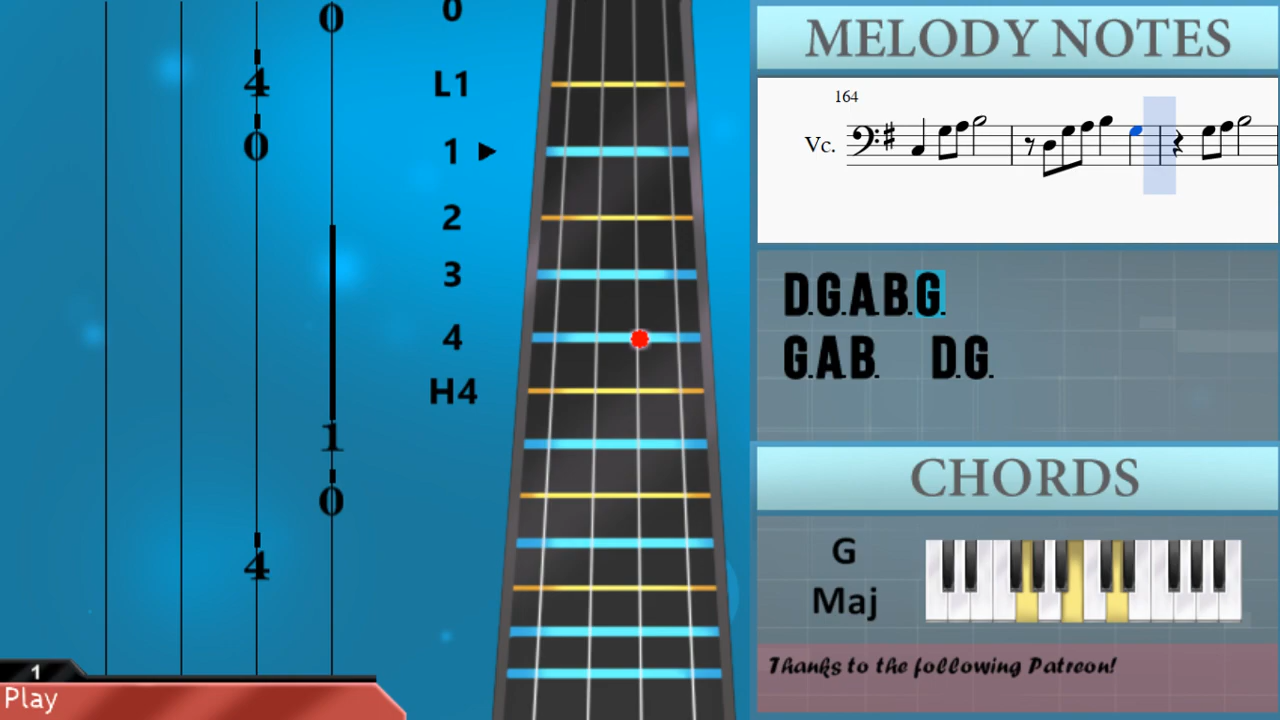 0
4
0
1
0
4
1
Play
0
L1
1
2
3
4
H4
MELODY NOTES
164
Vc.
D.G.A.B.G.
G.A.B. D.G.
CHORDS
G
Maj
Thanks to the following Patreon!